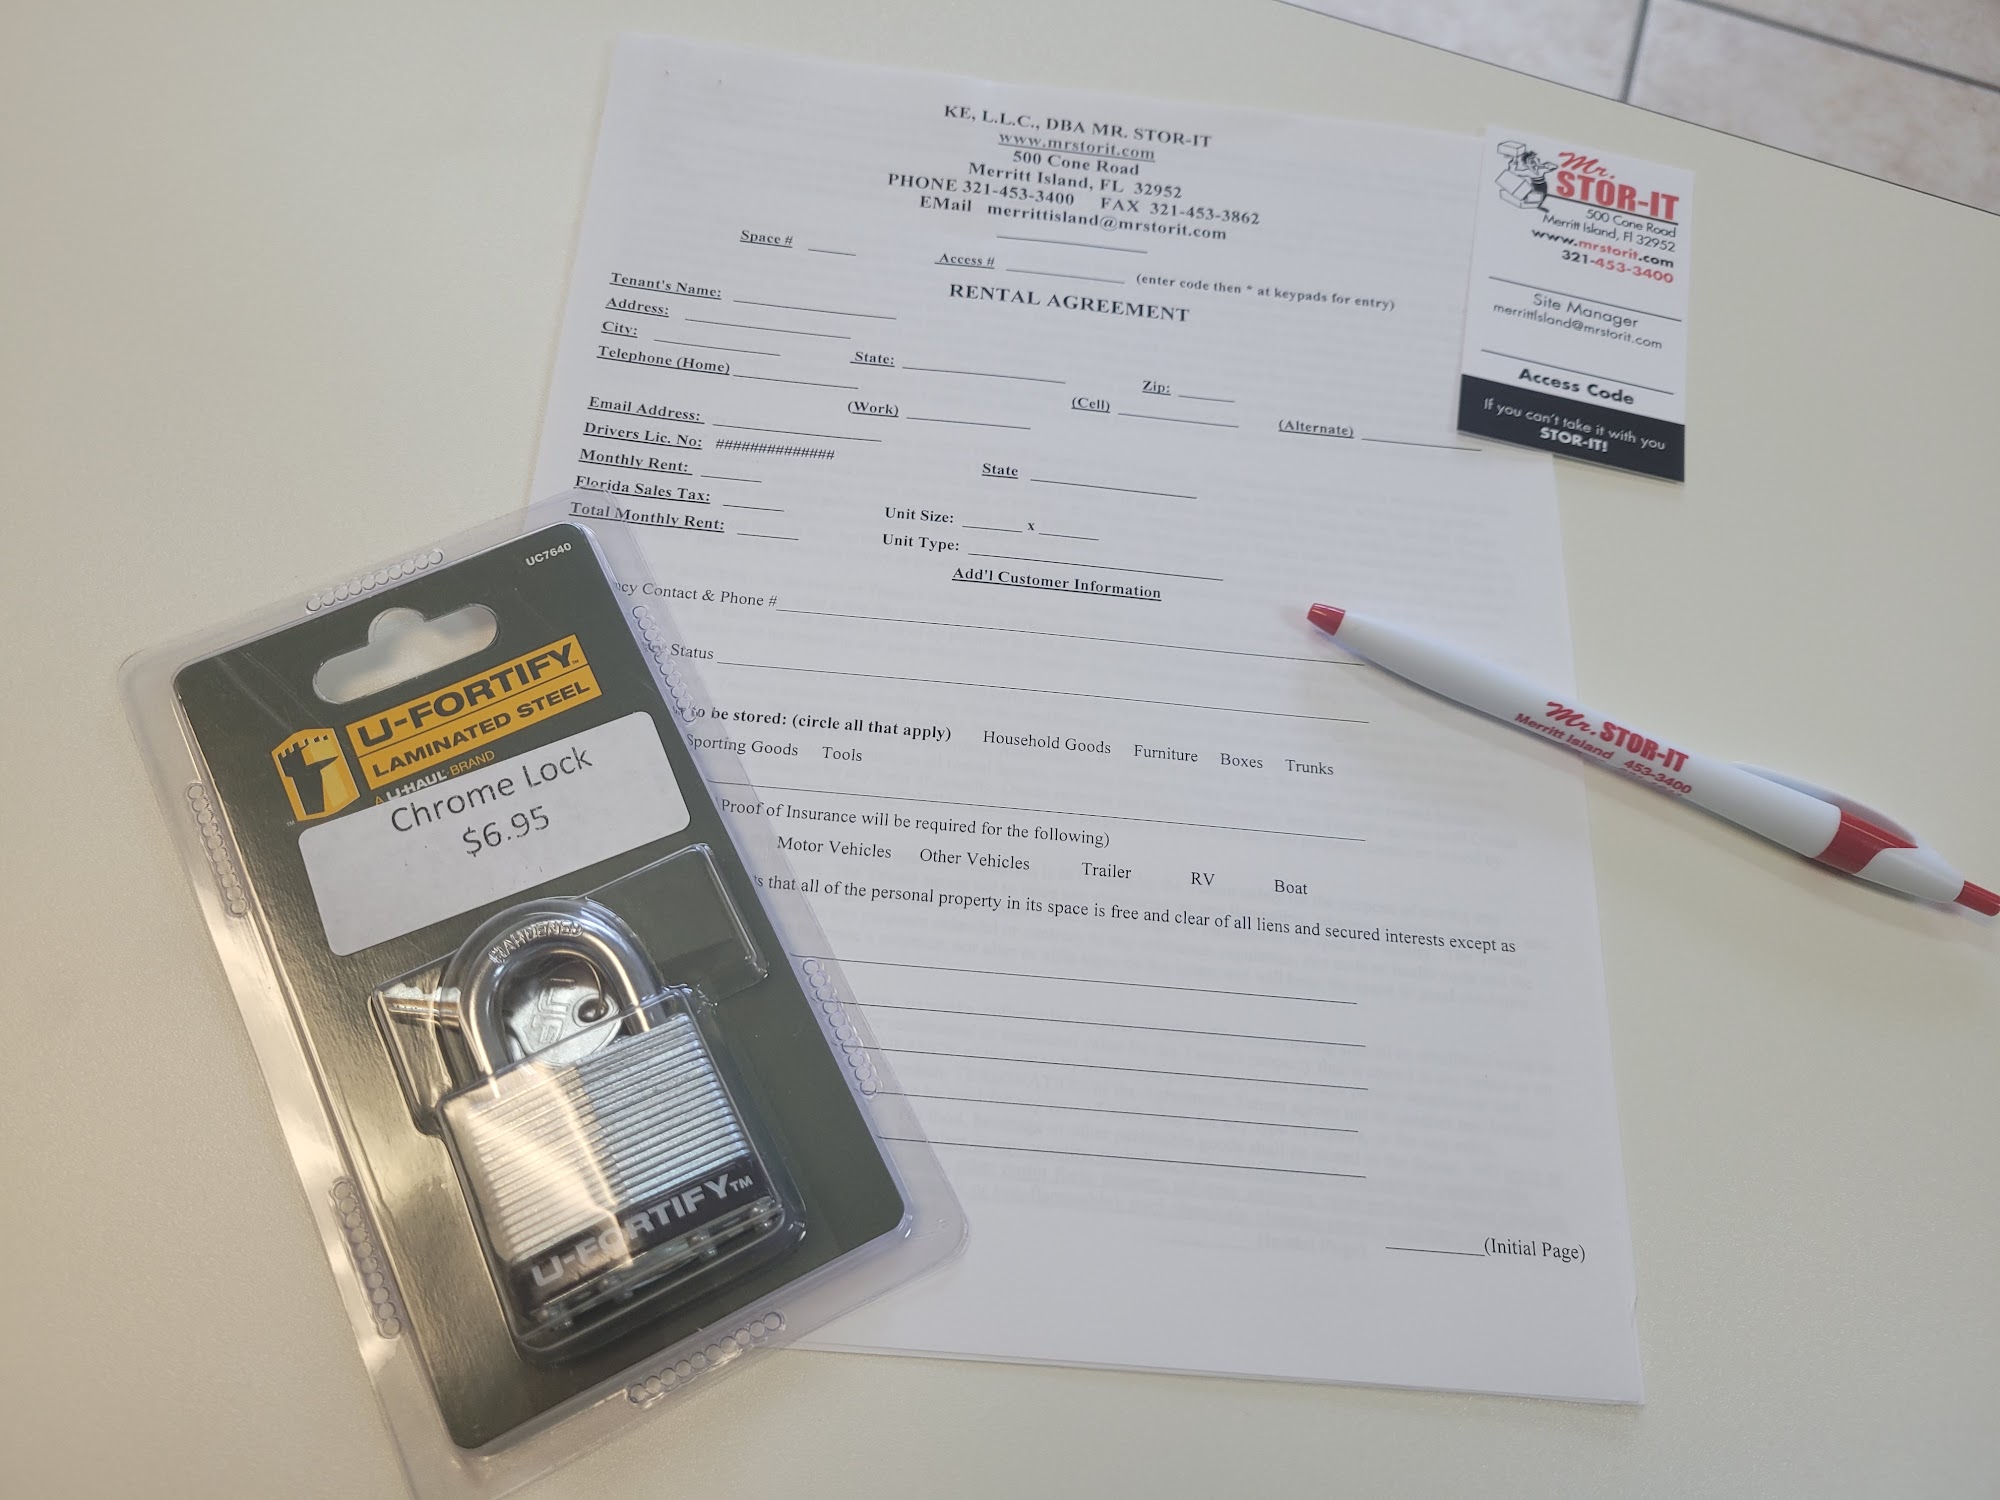 KE, L.L.C., DBA MR. STOR-IT
www.mrstorit.com
500 Cone Road
Merritt Island, FL 32952
PHONE 321-453-3400 FAX 321-453-3862
EMail merrittisland@mrstorit.com
Space #
Access # (enter code then * at keypads for entry)
RENTAL AGREEMENT
Tenant's Name:
Address:
City: State: Zip:
Telephone (Home) (Work) (Cell) (Alternate)
Email Address:
Drivers Lic. No: ############## State
Monthly Rent:
Florida Sales Tax: Unit Size: x
Total Monthly Rent: Unit Type:
Add'l Customer Information
Contact & Phone #
Status
to be stored: (circle all that apply) Household Goods Furniture Boxes Trunks
Sporting Goods Tools
Proof of Insurance will be required for the following)
Motor Vehicles Other Vehicles Trailer RV Boat
that all of the personal property in its space is free and clear of all liens and secured interests except as
(Initial Page)
Mr.
STOR-IT
500 Cone Road
Merritt Island, Fl 32952
www.mrstorit.com
321-453-3400
Site Manager
merrittisland@mrstorit.com
Access Code
If you can't take it with you
STOR-IT!
Mr. STOR-IT
Merritt Island 453-3400
UC7640
U-FORTIFY™
LAMINATED STEEL
A U-HAUL BRAND
Chrome Lock
$6.95
HARDENED
U-FORTIFY™